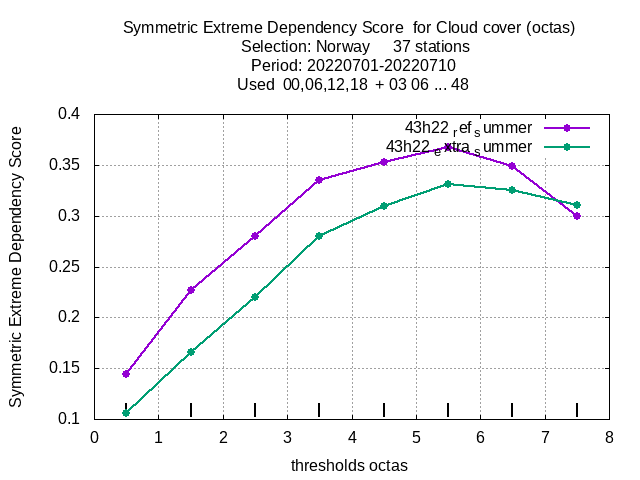 Symmetric Extreme Dependency Score for Cloud cover (octas)
Selection: Norway 37 stations
Period: 20220701-20220710
Used 00,06,12,18 + 03 06 ... 48
43h22refsummer
43h22extrasummer
Symmetric Extreme Dependency Score
0.4
0.35
0.3
0.25
0.2
0.15
0.1
0 1 2 3 4 5 6 7 8
thresholds octas